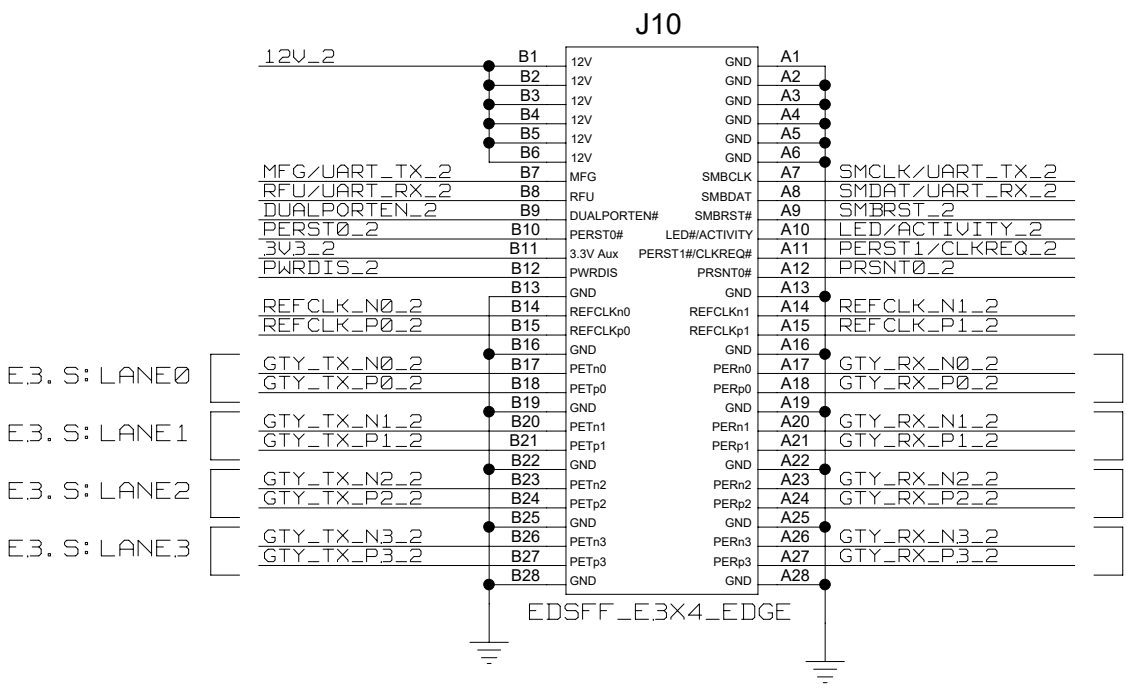 J10
12V_2 B1 12V GND A1
B2 12V GND A2
B3 12V GND A3
B4 12V GND A4
B5 12V GND A5
B6 12V GND A6
MFG/UART_TX_2 B7 MFG SMBCLK A7 SMCLK/UART_TX_2
RFU/UART_RX_2 B8 RFU SMBDAT A8 SMDAT/UART_RX_2
DUALPORTEN_2 B9 DUALPORTEN# SMBRST# A9 SMBRST_2
PERST0_2 B10 PERST0# LED#/ACTIVITY A10 LED/ACTIVITY_2
3V3_2 B11 3.3V Aux PERST1#/CLKREQ# A11 PERST1/CLKREQ_2
PWRDIS_2 B12 PWRDIS PRSNT0# A12 PRSNT0_2
B13 GND GND A13
REFCLK_N0_2 B14 REFCLKn0 REFCLKn1 A14 REFCLK_N1_2
REFCLK_P0_2 B15 REFCLKp0 REFCLKp1 A15 REFCLK_P1_2
B16 GND GND A16
E3.S:LANE0 GTY_TX_N0_2 B17 PETn0 PERn0 A17 GTY_RX_N0_2
GTY_TX_P0_2 B18 PETp0 PERp0 A18 GTY_RX_P0_2
B19 GND GND A19
E3.S:LANE1 GTY_TX_N1_2 B20 PETn1 PERn1 A20 GTY_RX_N1_2
GTY_TX_P1_2 B21 PETp1 PERp1 A21 GTY_RX_P1_2
B22 GND GND A22
E3.S:LANE2 GTY_TX_N2_2 B23 PETn2 PERn2 A23 GTY_RX_N2_2
GTY_TX_P2_2 B24 PETp2 PERp2 A24 GTY_RX_P2_2
B25 GND GND A25
E3.S:LANE3 GTY_TX_N3_2 B26 PETn3 PERn3 A26 GTY_RX_N3_2
GTY_TX_P3_2 B27 PETp3 PERp3 A27 GTY_RX_P3_2
B28 GND GND A28
EDSFF_E3X4_EDGE